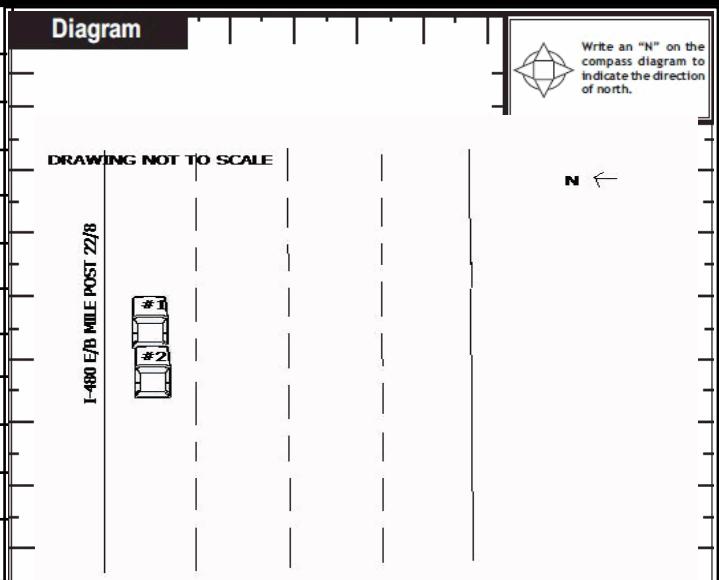 Diagram
Write an "N" on the
compass diagram to
indicate the direction
of north.
DRAWING NOT TO SCALE
N
I-480 E/B MILE POST 22/8
#1
#2